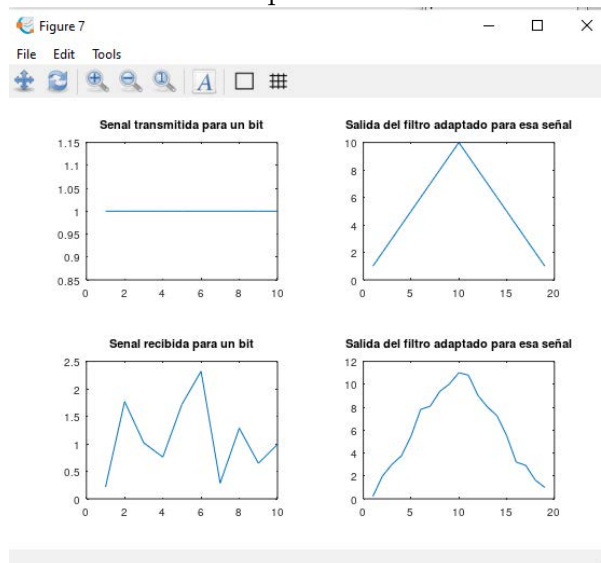 Figure 7
File Edit Tools
A
Senal transmitida para un bit
1.15
1.1
1.05
1
0.95
0.9
0.85
0 2 4 6 8 10
Salida del filtro adaptado para esa señal
10
8
6
4
2
0
0 5 10 15 20
Senal recibida para un bit
2.5
2
1.5
1
0.5
0
0 2 4 6 8 10
Salida del filtro adaptado para esa señal
12
10
8
6
4
2
0
0 5 10 15 20